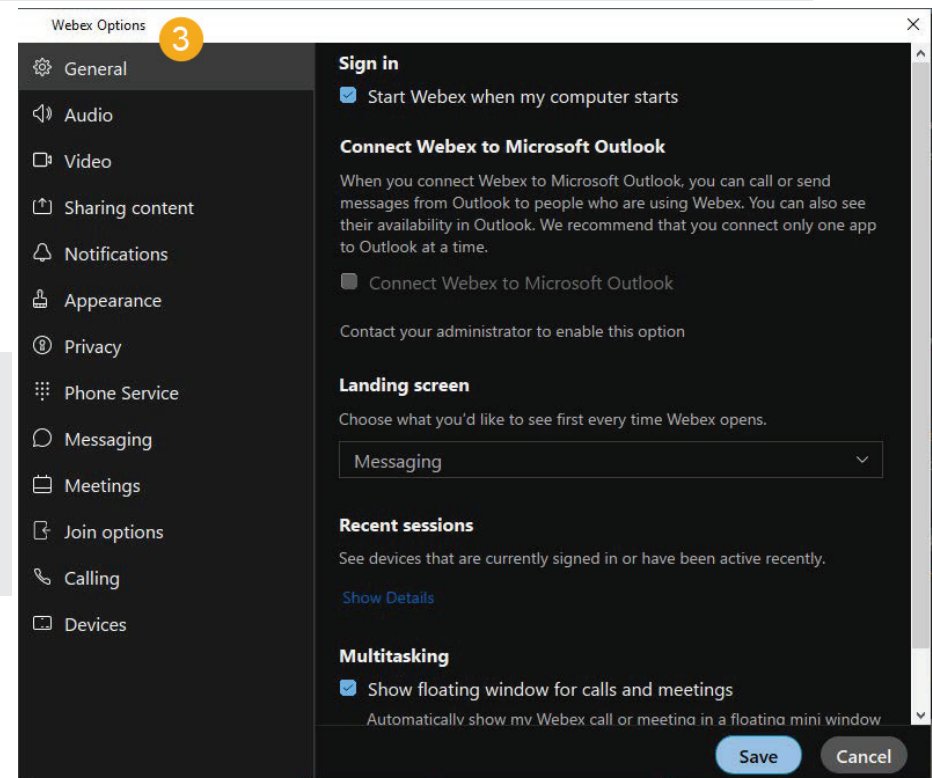 Webex Options
3
General
Audio
Video
Sharing content
Notifications
Appearance
Privacy
Phone Service
Messaging
Meetings
Join options
Calling
Devices
Sign in
Start Webex when my computer starts
Connect Webex to Microsoft Outlook
When you connect Webex to Microsoft Outlook, you can call or send
messages from Outlook to people who are using Webex. You can also see
their availability in Outlook. We recommend that you connect only one app
to Outlook at a time.
Connect Webex to Microsoft Outlook
Contact your administrator to enable this option
Landing screen
Choose what you'd like to see first every time Webex opens.
Messaging
Recent sessions
See devices that are currently signed in or have been active recently.
Show Details
Multitasking
Show floating window for calls and meetings
Automatically show my Webex call or meeting in a floating mini window
Save
Cancel